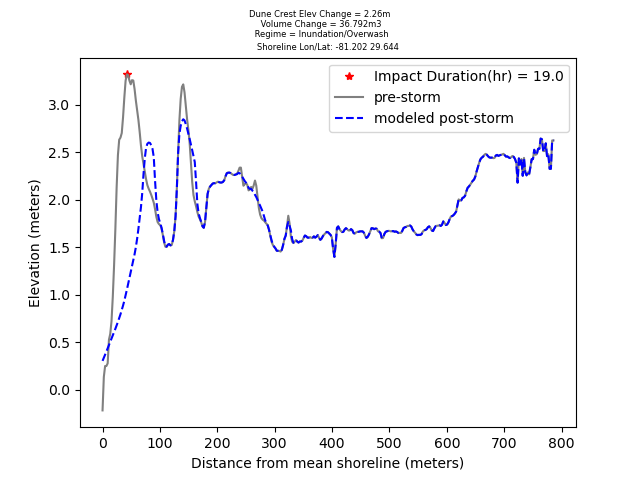 Dune Crest Elev Change = 2.26m
Volume Change = 36.792m3
Regime = Inundation/Overwash
Shoreline Lon/Lat: -81.202 29.644
Impact Duration(hr) = 19.0
pre-storm
modeled post-storm
3.0
2.5
2.0
1.5
1.0
0.5
0.0
Elevation (meters)
0 100 200 300 400 500 600 700 800
Distance from mean shoreline (meters)